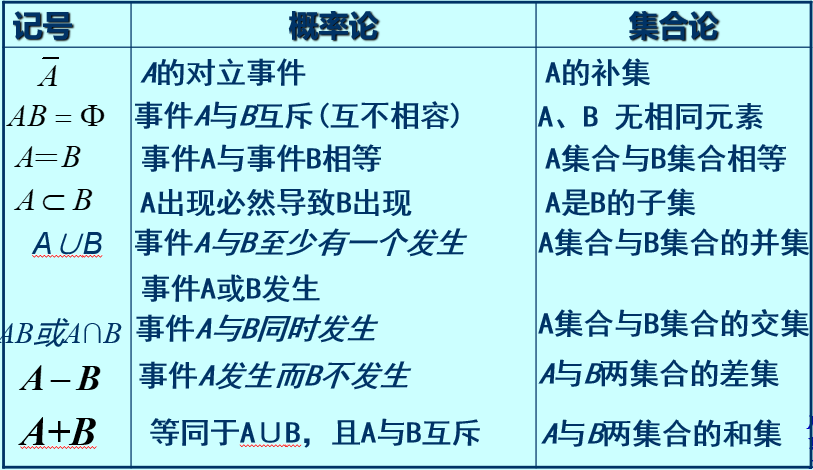 记号 概率论 集合论
A̅ A的对立事件 A的补集
AB = Φ 事件A与B互斥(互不相容) A、B 无相同元素
A=B 事件A与事件B相等 A集合与B集合相等
A⊂B A出现必然导致B出现 A是B的子集
A∪B 事件A与B至少有一个发生 A集合与B集合的并集
事件A或B发生
AB或A∩B 事件A与B同时发生 A集合与B集合的交集
A−B 事件A发生而B不发生 A与B两集合的差集
A+B 等同于A∪B，且A与B互斥 A与B两集合的和集